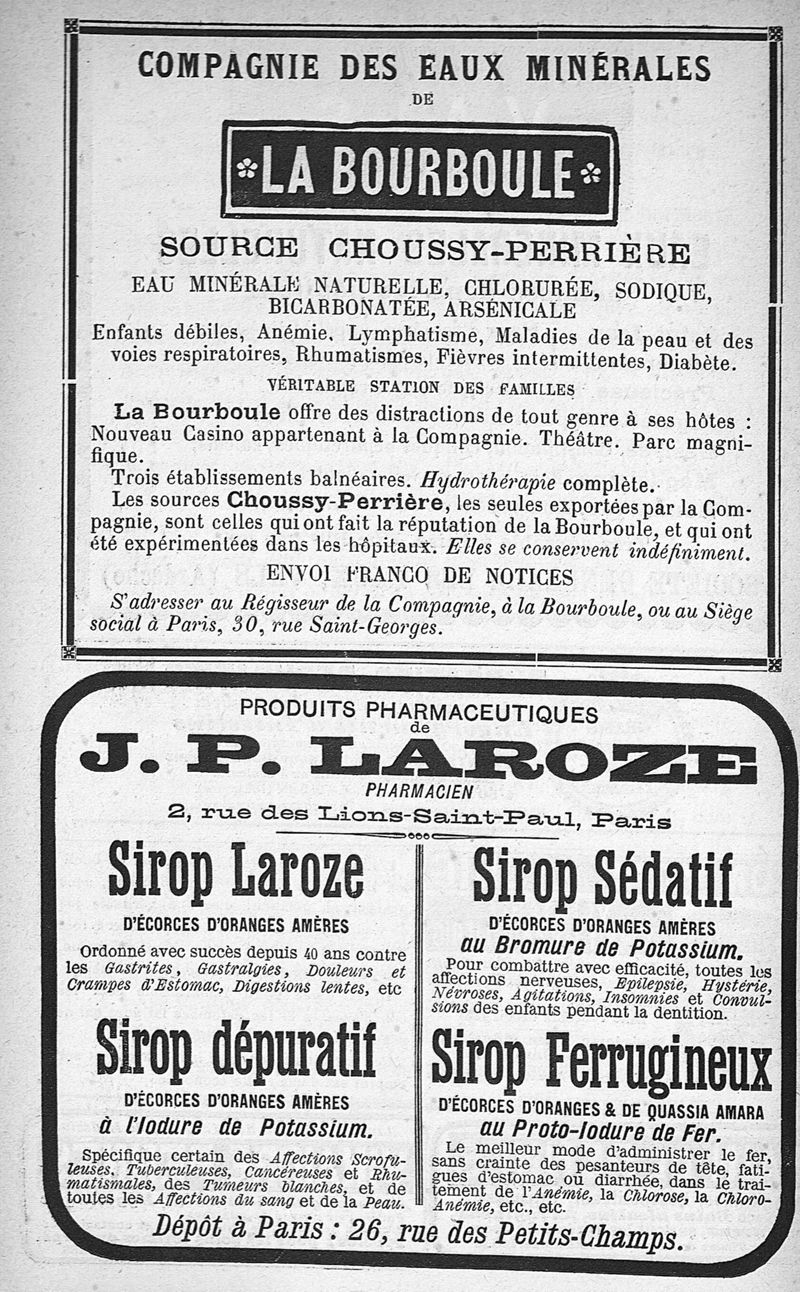 COMPAGNIE DES EAUX MINÉRALES
DE
LA BOURBOULE
SOURCE CHOUSSY-PERRIÈRE
EAU MINÉRALE NATURELLE, CHLORURÉE, SODIQUE,
BICARBONATÉE, ARSÉNICALE
Enfants débiles, Anémie, Lymphatisme, Maladies de la peau et des
voies respiratoires, Rhumatismes, Fièvres intermittentes, Diabète.
VÉRITABLE STATION DES FAMILLES
La Bourboule offre des distractions de tout genre à ses hôtes :
Nouveau Casino appartenant à la Compagnie. Théâtre. Parc magni-
fique.
Trois établissements balnéaires. Hydrothérapie complète.
Les sources Choussy-Perrière, les seules exportées par la Com-
pagnie, sont celles qui ont fait la réputation de la Bourboule, et qui ont
été expérimentées dans les hôpitaux. Elles se conservent indéfiniment.
ENVOI FRANCO DE NOTICES
S'adresser au Régisseur de la Compagnie, à la Bourboule, ou au Siège
social à Paris, 30, rue Saint-Georges.
PRODUITS PHARMACEUTIQUES
de
J. P. LAROZE
PHARMACIEN
2, rue des Lions-Saint-Paul, Paris
Sirop Laroze
D'ÉCORCES D'ORANGES AMÈRES
Ordonné avec succès depuis 40 ans contre
les Gastrites, Gastralgies, Douleurs et
Crampes d'Estomac, Digestions lentes, etc
Sirop dépuratif
D'ÉCORCES D'ORANGES AMÈRES
à l'Iodure de Potassium.
Spécifique certain des Affections Scrofu-
leuses, Tuberculeuses, Cancéreuses et Rhu-
matismales, des Tumeurs blanches, et de
toutes les Affections du sang et de la Peau.
Sirop Sédatif
D'ÉCORCES D'ORANGES AMÈRES
au Bromure de Potassium.
Pour combattre avec efficacité, toutes les
affections nerveuses, Epilepsie, Hystérie,
Névroses, Agitations, Insomnies et Convul-
sions des enfants pendant la dentition.
Sirop Ferrugineux
D'ÉCORCES D'ORANGES & DE QUASSIA AMARA
au Proto-Iodure de Fer.
Le meilleur mode d'administrer le fer,
sans crainte des pesanteurs de tête, fati-
gues d'estomac ou diarrhée, dans le trai-
tement de l'Anémie, la Chlorose, la Chloro-
Anémie, etc., etc.
Dépôt à Paris : 26, rue des Petits-Champs.